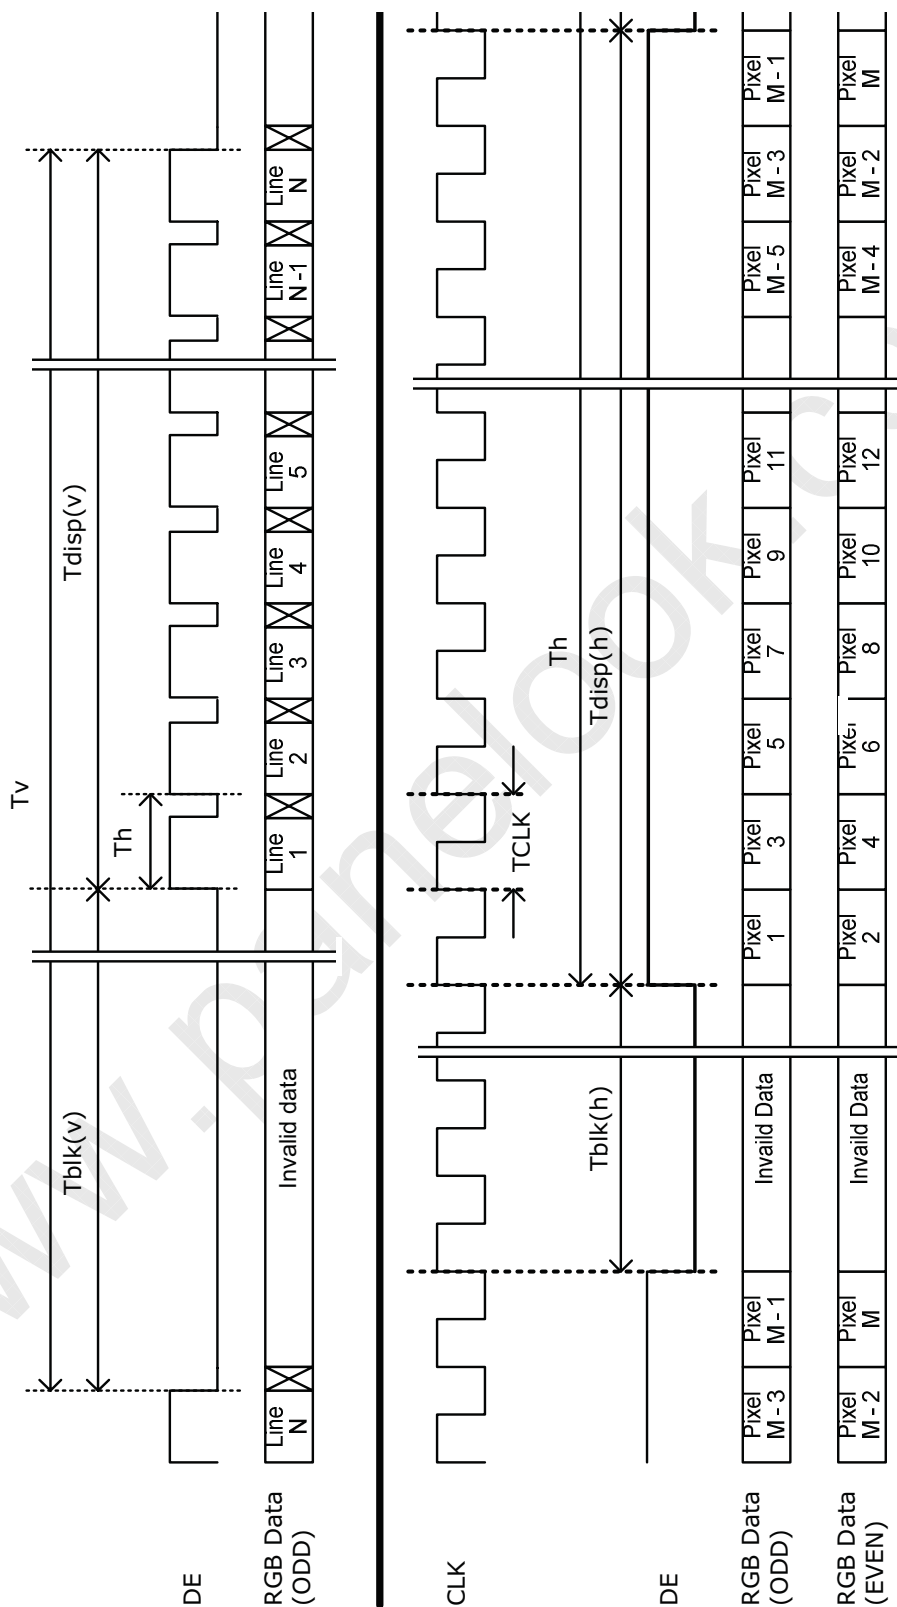 Tv
Tblk(v)
Tdisp(v)
Th
DE
RGB Data
(ODD)
Line
N
Invalid data
Line
1
Line
2
Line
3
Line
4
Line
5
Line
N-1
Line
N
CLK
TCLK
Th
Tblk(h)
Tdisp(h)
DE
RGB Data
(ODD)
Pixel
M - 3
Pixel
M - 1
Invaild Data
Pixel
1
Pixel
3
Pixel
5
Pixel
7
Pixel
9
Pixel
11
Pixel
M - 5
Pixel
M - 3
Pixel
M - 1
RGB Data
(EVEN)
Pixel
M - 2
Pixel
M
Invaild Data
Pixel
2
Pixel
4
Pixel
6
Pixel
8
Pixel
10
Pixel
12
Pixel
M - 4
Pixel
M - 2
Pixel
M